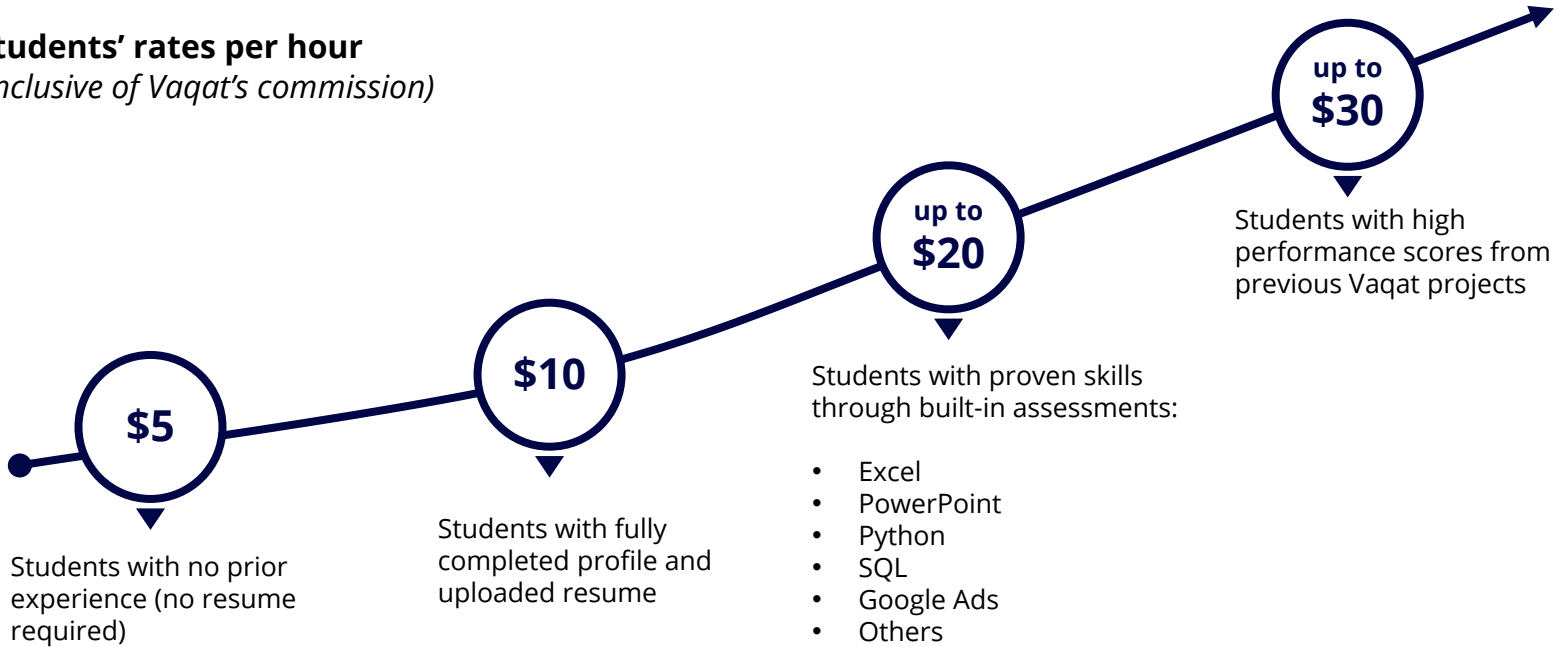 tudents’ rates per hour
nclusive of Vaqat’s commission)
$5
Students with no prior
experience (no resume
required)
$10
Students with fully
completed profile and
uploaded resume
up to
$20
Students with proven skills
through built-in assessments:
• Excel
• PowerPoint
• Python
• SQL
• Google Ads
• Others
up to
$30
Students with high
performance scores from
previous Vaqat projects